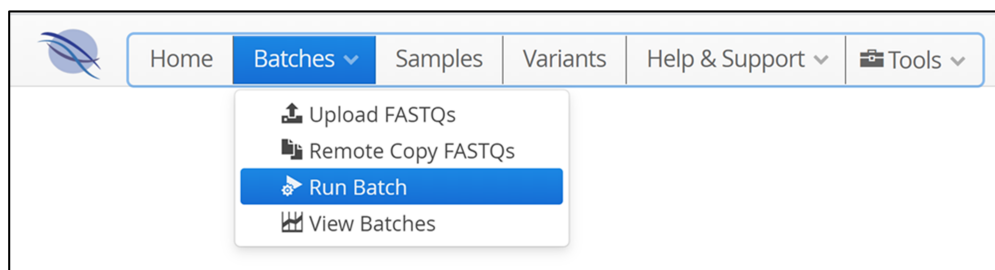 Home Batches Samples Variants Help & Support Tools
Upload FASTQs
Remote Copy FASTQs
Run Batch
View Batches